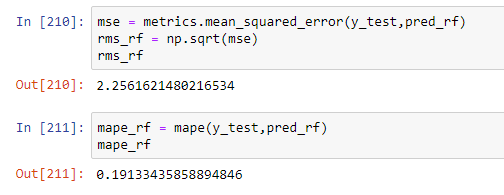 In [210]: mse = metrics.mean_squared_error(y_test,pred_rf)
rms_rf = np.sqrt(mse)
rms_rf
Out[210]: 2.2561621480216534
In [211]: mape_rf = mape(y_test,pred_rf)
mape_rf
Out[211]: 0.19133435858894846